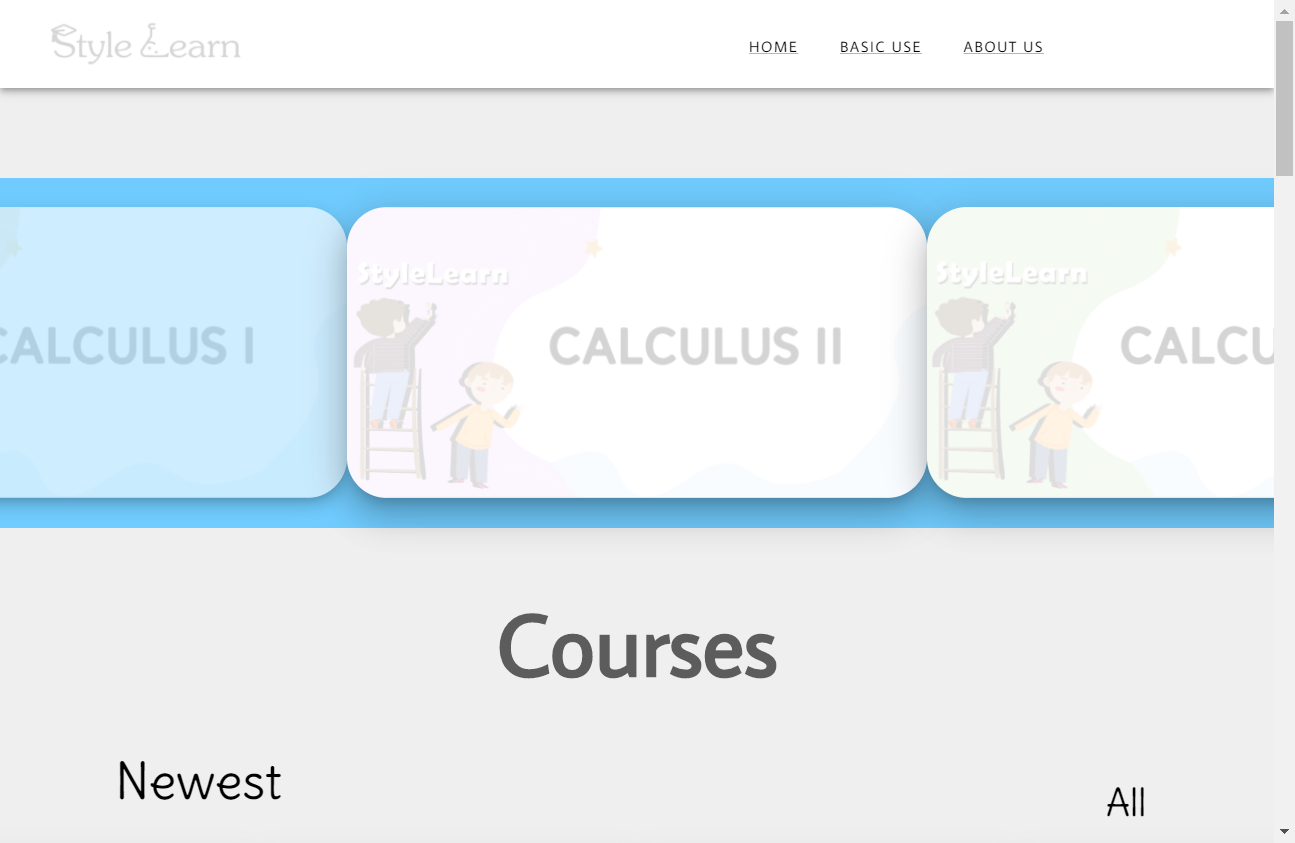 Style Learn
HOME
BASIC USE
ABOUT US
CALCULUS I
StyleLearn
CALCULUS II
StyleLearn
CALCU
Courses
Newest
All